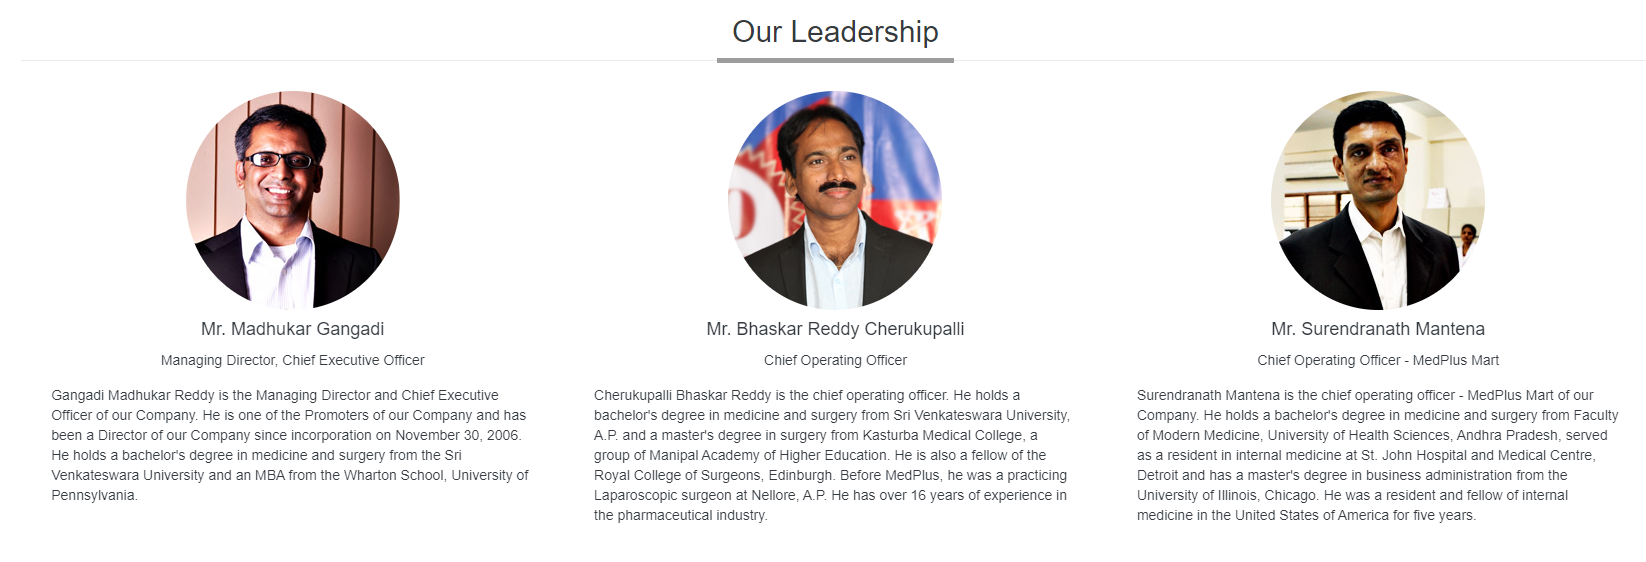 Our Leadership
Mr. Madhukar Gangadi
Managing Director, Chief Executive Officer
Gangadi Madhukar Reddy is the Managing Director and Chief Executive
Officer of our Company. He is one of the Promoters of our Company and has
been a Director of our Company since incorporation on November 30, 2006.
He holds a bachelor's degree in medicine and surgery from the Sri
Venkateswara University and an MBA from the Wharton School, University of
Pennsylvania.
Mr. Bhaskar Reddy Cherukupalli
Chief Operating Officer
Cherukupalli Bhaskar Reddy is the chief operating officer. He holds a
bachelor's degree in medicine and surgery from Sri Venkateswara University,
A.P. and a master's degree in surgery from Kasturba Medical College, a
group of Manipal Academy of Higher Education. He is also a fellow of the
Royal College of Surgeons, Edinburgh. Before MedPlus, he was a practicing
Laparoscopic surgeon at Nellore, A.P. He has over 16 years of experience in
the pharmaceutical industry.
Mr. Surendranath Mantena
Chief Operating Officer - MedPlus Mart
Surendranath Mantena is the chief operating officer - MedPlus Mart of our
Company. He holds a bachelor's degree in medicine and surgery from Faculty
of Modern Medicine, University of Health Sciences, Andhra Pradesh, served
as a resident in internal medicine at St. John Hospital and Medical Centre,
Detroit and has a master's degree in business administration from the
University of Illinois, Chicago. He was a resident and fellow of internal
medicine in the United States of America for five years.